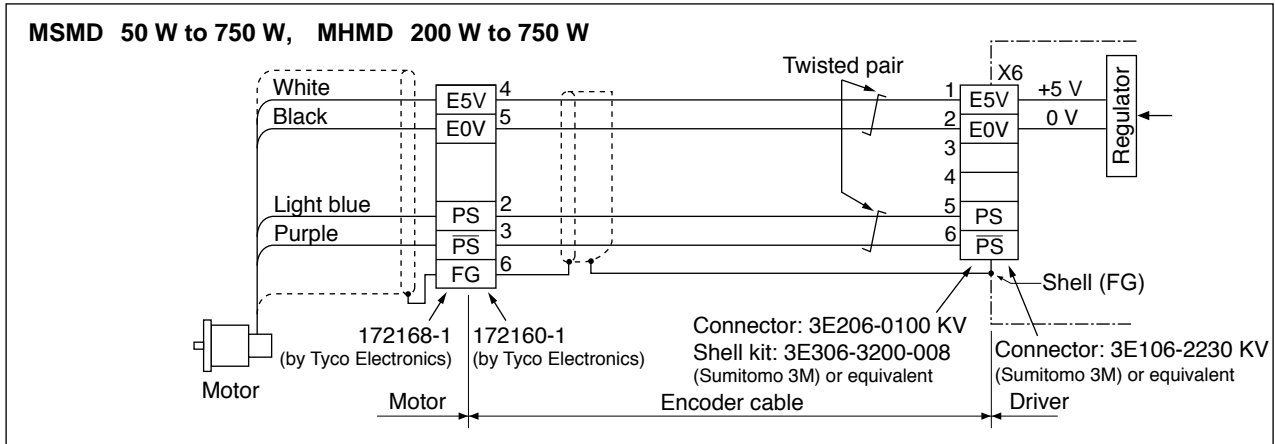 MSMD 50 W to 750 W, MHMD 200 W to 750 W
Twisted pair
X6
White
E5V
4
1
E5V
+5 V
Regulator
Black
E0V
5
2
E0V
0 V
3
4
Light blue
PS
2
5
PS
Purple
P̅S̅
3
6
P̅S̅
FG
6
Shell (FG)
172168-1
(by Tyco Electronics)
172160-1
(by Tyco Electronics)
Connector: 3E206-0100 KV
Shell kit: 3E306-3200-008
(Sumitomo 3M) or equivalent
Connector: 3E106-2230 KV
(Sumitomo 3M) or equivalent
Motor
Motor
Encoder cable
Driver